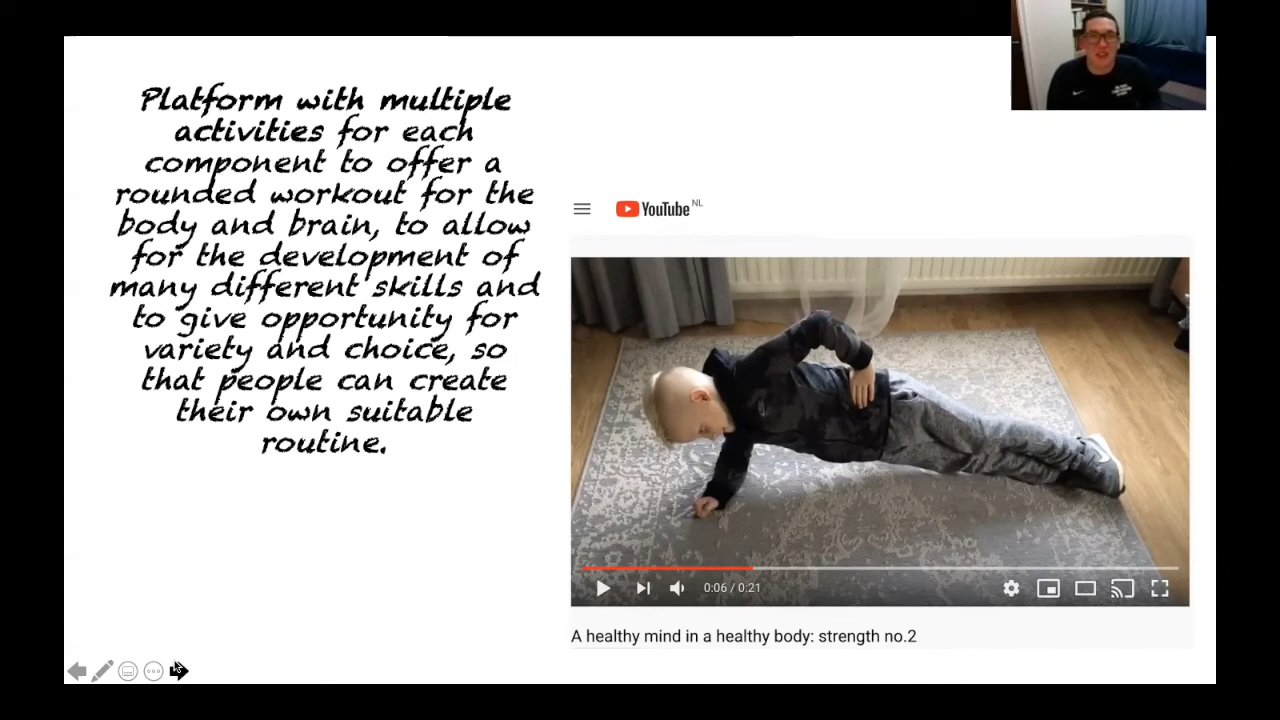 Platform with multiple
activities for each
component to offer a
rounded workout for the
body and brain, to allow
for the development of
many different skills and
to give opportunity for
variety and choice, so
that people can create
their own suitable
routine.
YouTube NL
0:06 / 0:21
A healthy mind in a healthy body: strength no.2